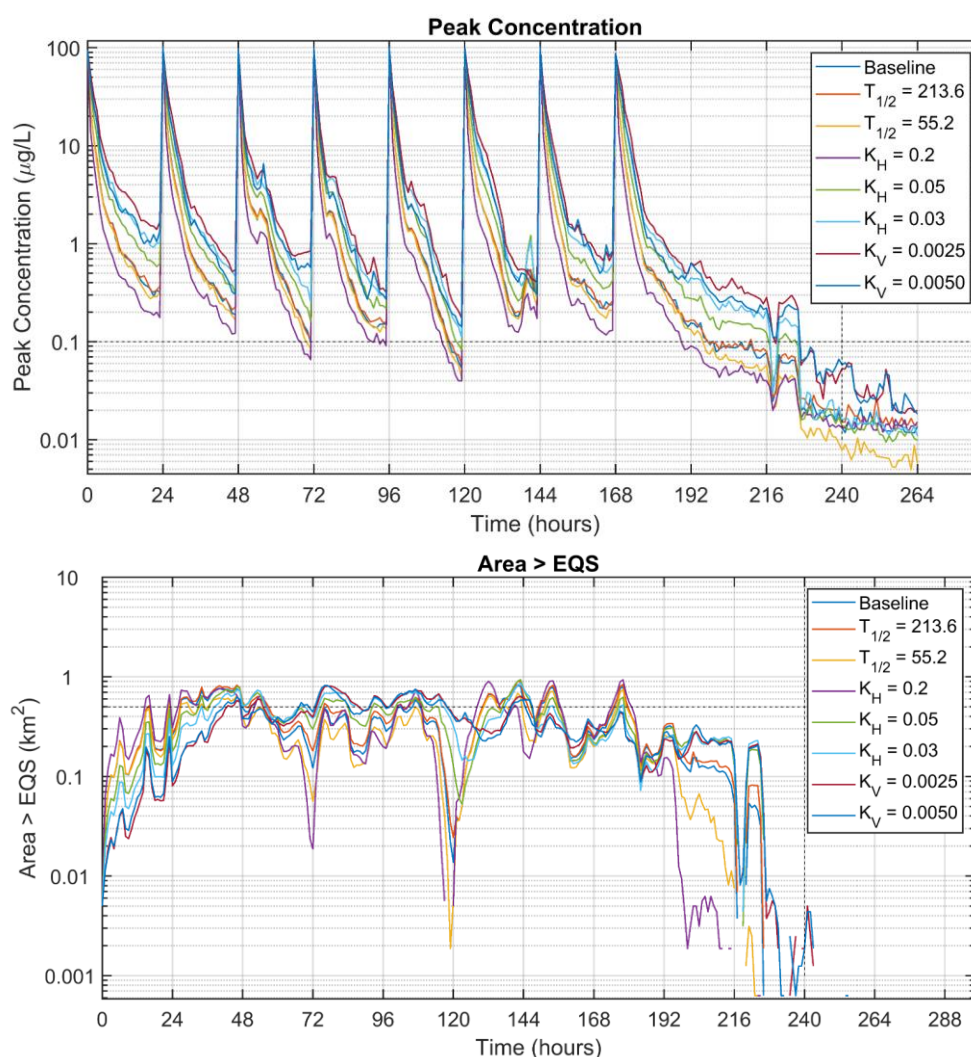 Peak Concentration
100
10
1
0.1
0.01
Peak Concentration (µg/L)
0 24 48 72 96 120 144 168 192 216 240 264
Time (hours)
Baseline
T1/2 = 213.6
T1/2 = 55.2
KH = 0.2
KH = 0.05
KH = 0.03
KV = 0.0025
KV = 0.0050
Area > EQS
10
1
0.1
0.01
0.001
Area > EQS (km²)
0 24 48 72 96 120 144 168 192 216 240 264 288
Time (hours)
Baseline
T1/2 = 213.6
T1/2 = 55.2
KH = 0.2
KH = 0.05
KH = 0.03
KV = 0.0025
KV = 0.0050